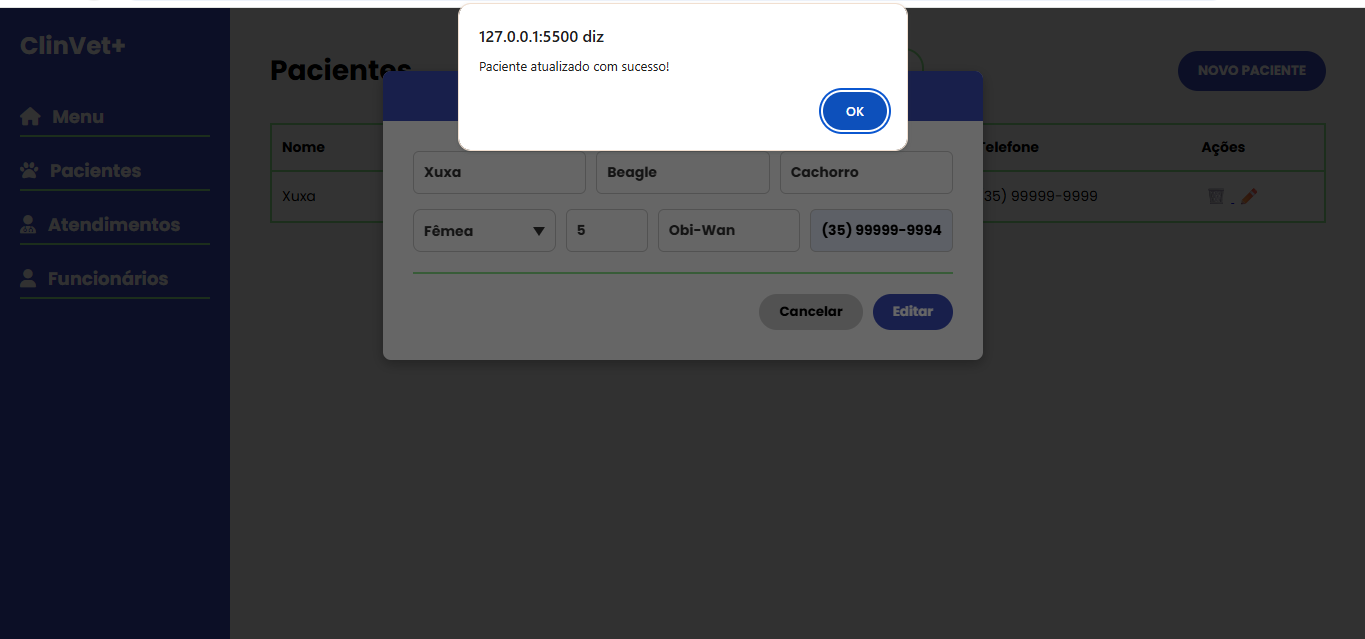 ClinVet+
Menu
Pacientes
Atendimentos
Funcionários
127.0.0.1:5500 diz
Paciente atualizado com sucesso!
OK
Pacientes
NOVO PACIENTE
Nome
Telefone
Ações
Xuxa
(35) 99999-9999
Xuxa
Beagle
Cachorro
Fêmea
5
Obi-Wan
(35) 99999-9994
Cancelar
Editar